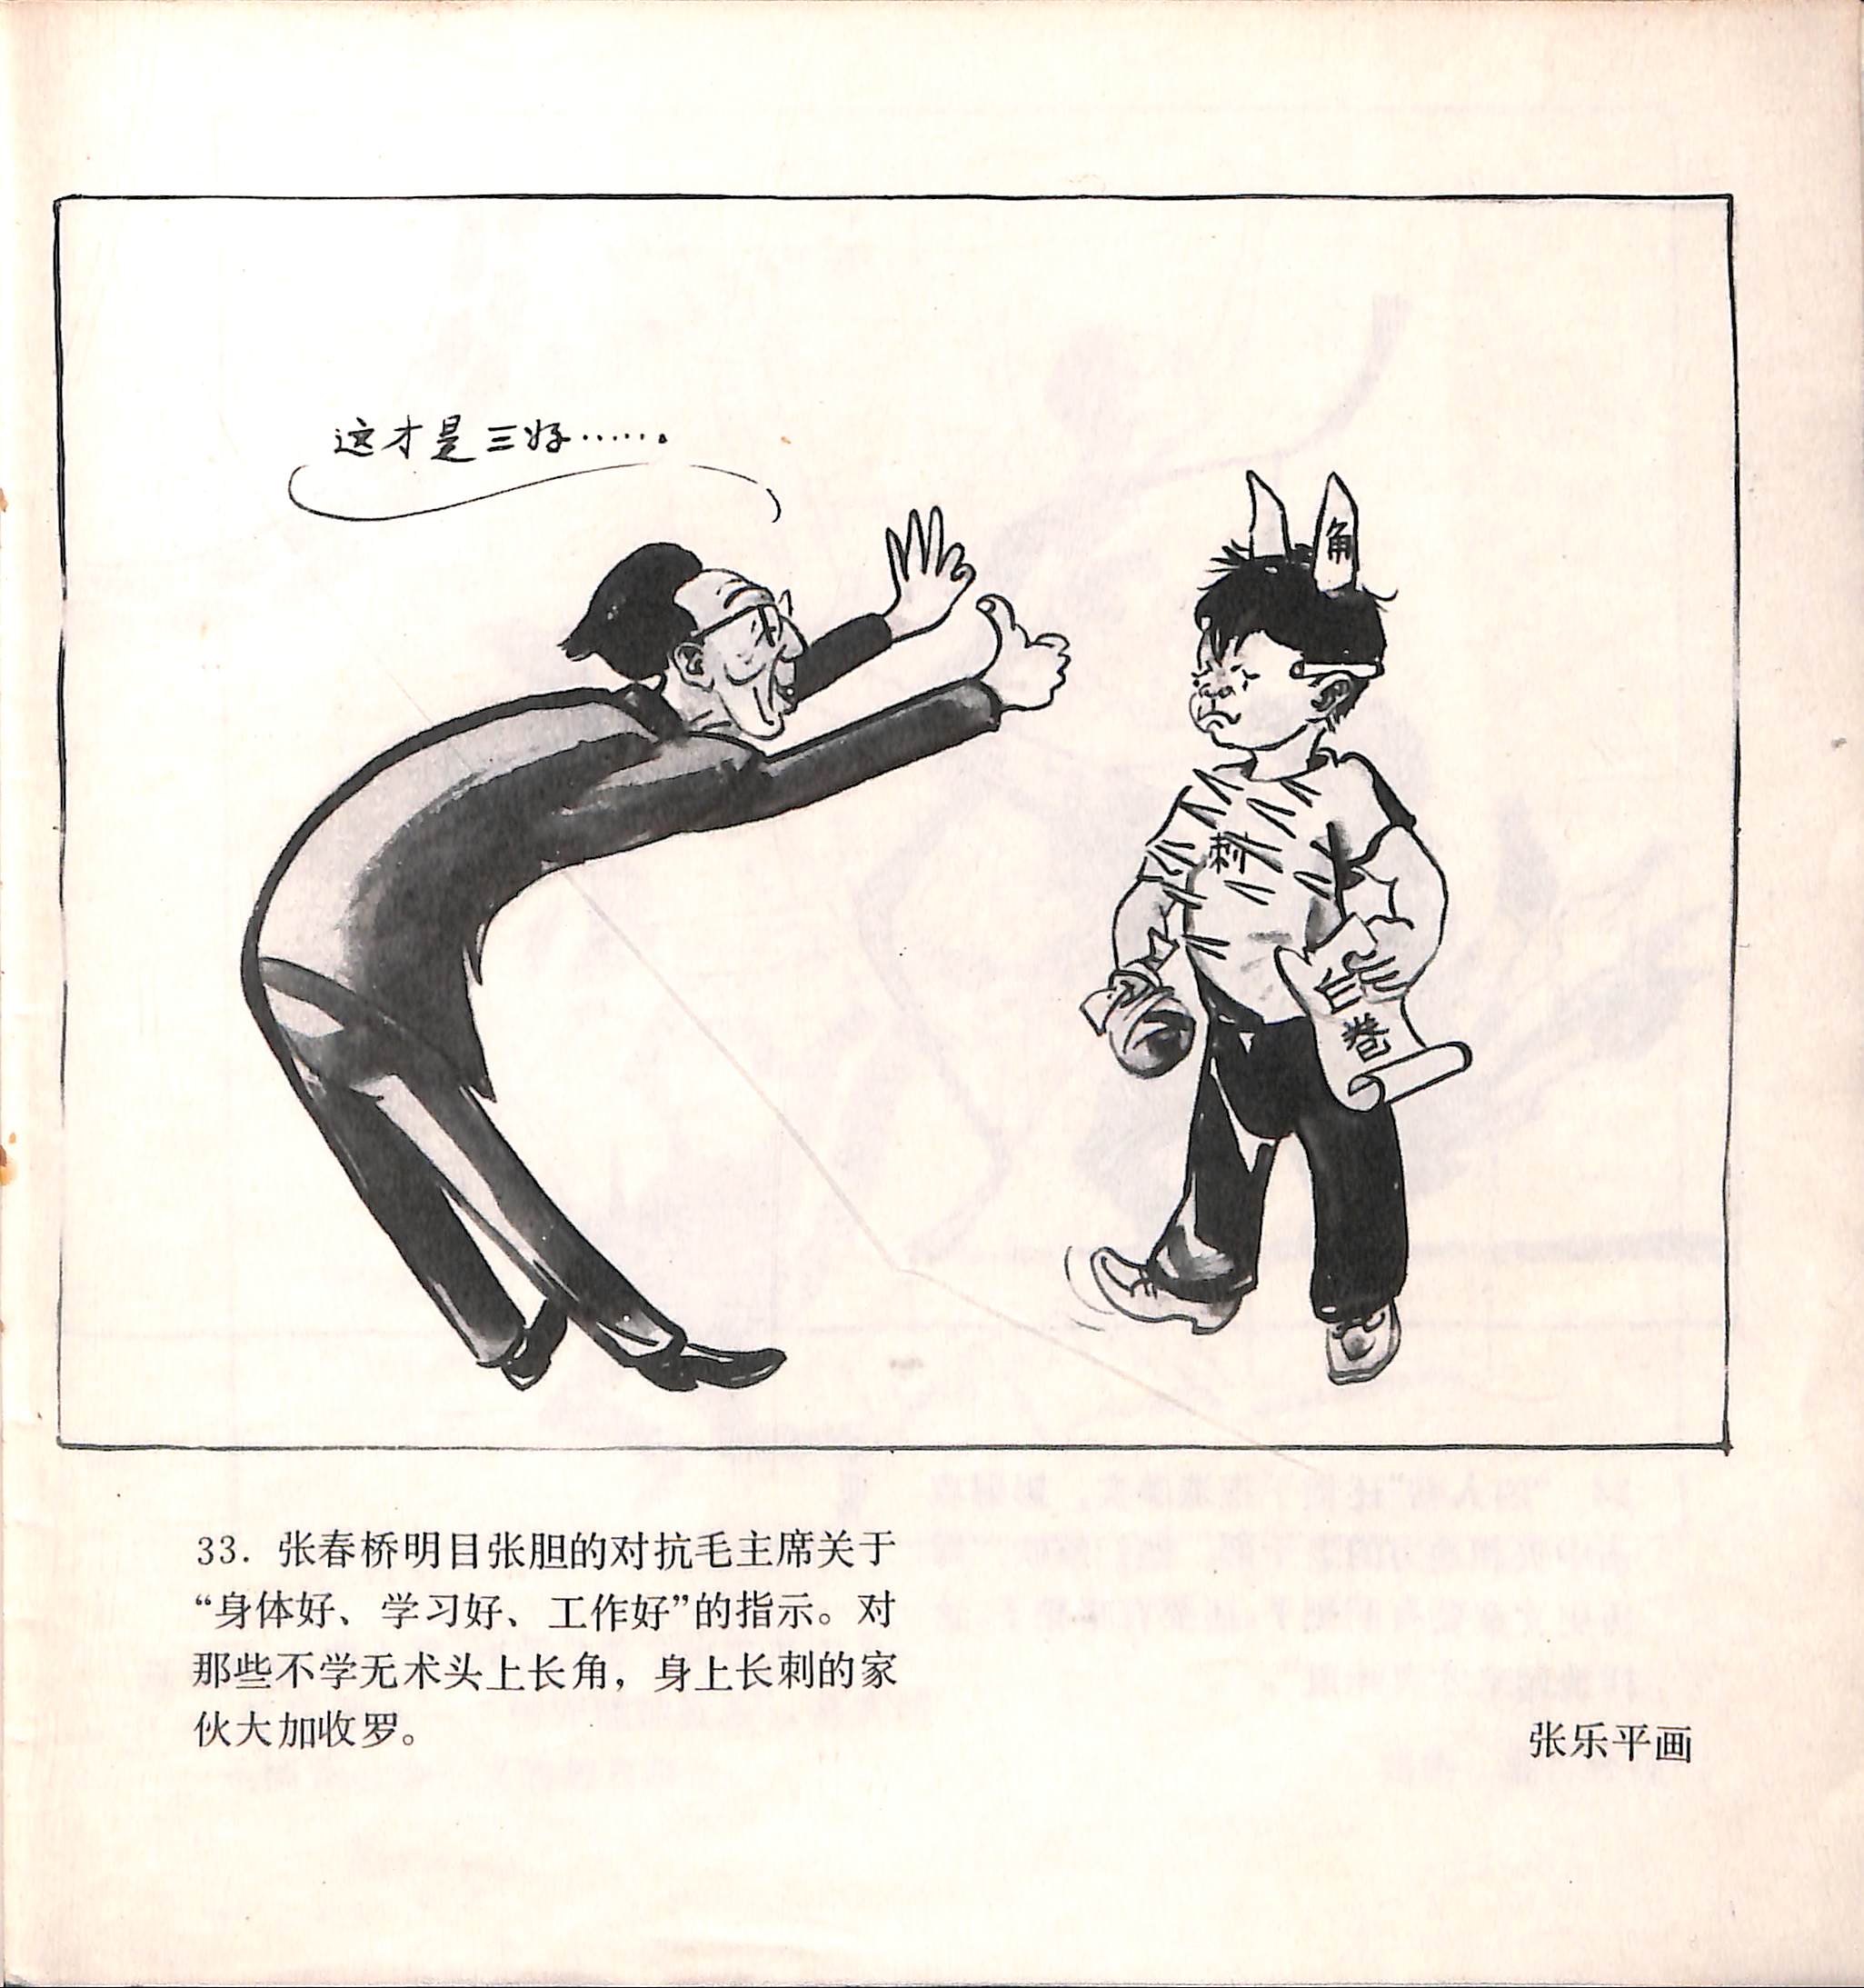 这才是三好……。
角
刺
白
卷
33. 张春桥明目张胆的对抗毛主席关于
“身体好、学习好、工作好”的指示。对
那些不学无术头上长角，身上长刺的家
伙大加收罗。
张乐平画